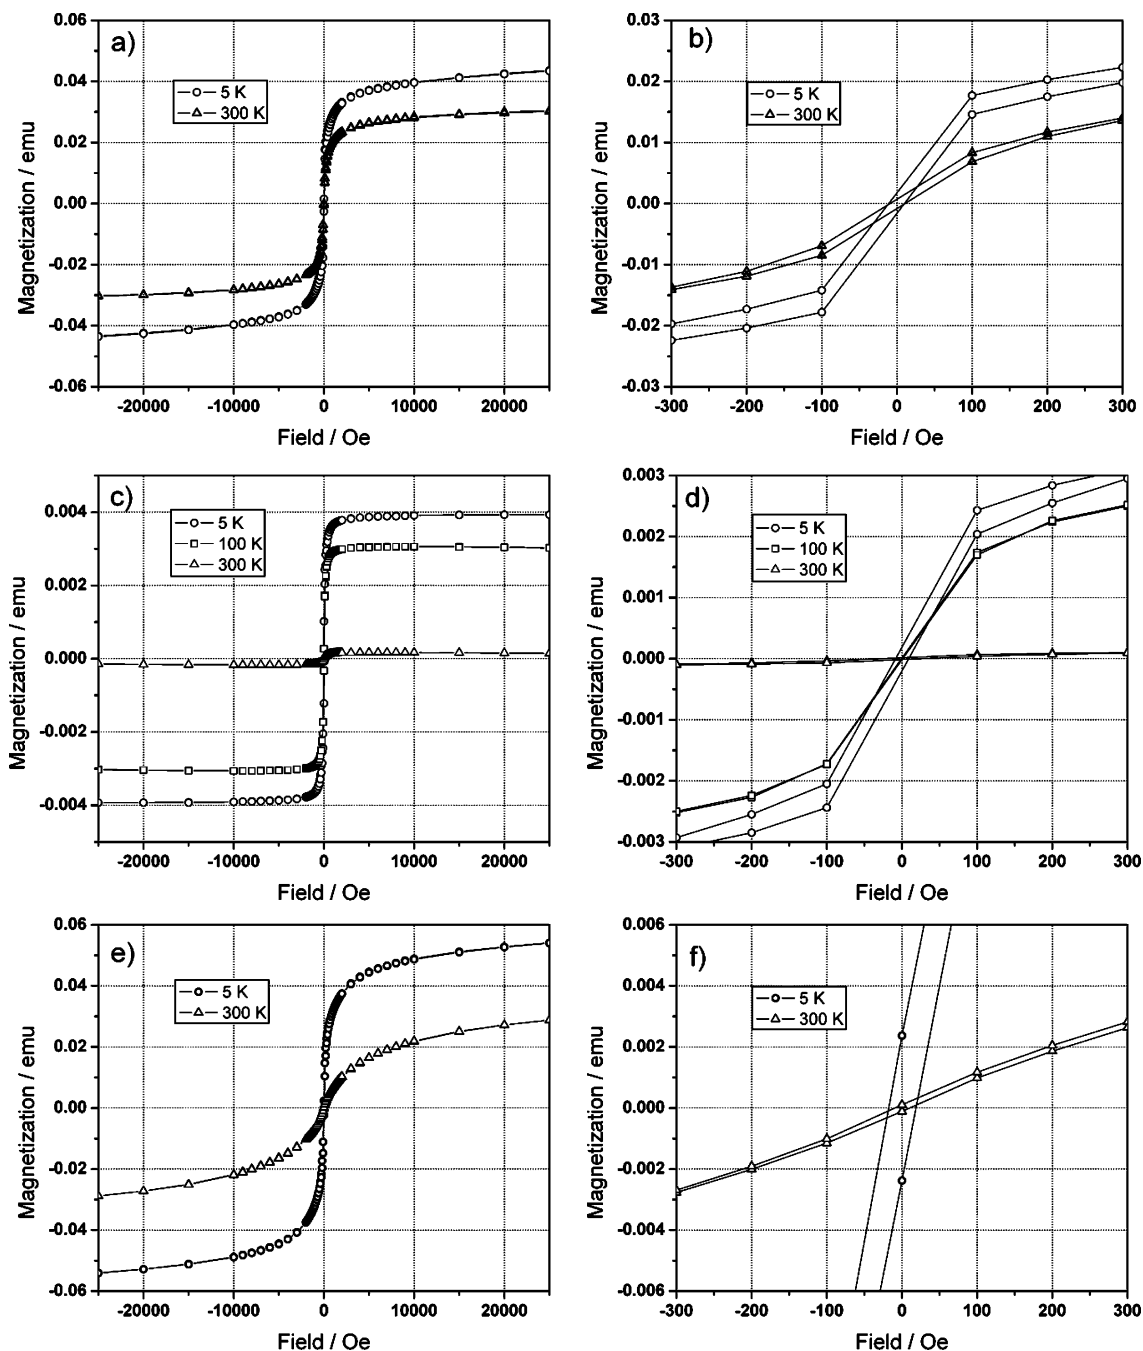 a)
0.06
0.04
0.02
0.00
-0.02
-0.04
-0.06
Magnetization / emu
5 K
300 K
-20000 -10000 0 10000 20000
Field / Oe
b)
0.03
0.02
0.01
0.00
-0.01
-0.02
-0.03
Magnetization / emu
5 K
300 K
-300 -200 -100 0 100 200 300
Field / Oe
c)
0.004
0.002
0.000
-0.002
-0.004
Magnetization / emu
5 K
100 K
300 K
-20000 -10000 0 10000 20000
Field / Oe
d)
0.003
0.002
0.001
0.000
-0.001
-0.002
-0.003
Magnetization / emu
5 K
100 K
300 K
-300 -200 -100 0 100 200 300
Field / Oe
e)
0.06
0.04
0.02
0.00
-0.02
-0.04
-0.06
Magnetization / emu
5 K
300 K
-20000 -10000 0 10000 20000
Field / Oe
f)
0.006
0.004
0.002
0.000
-0.002
-0.004
-0.006
Magnetization / emu
5 K
300 K
-300 -200 -100 0 100 200 300
Field / Oe